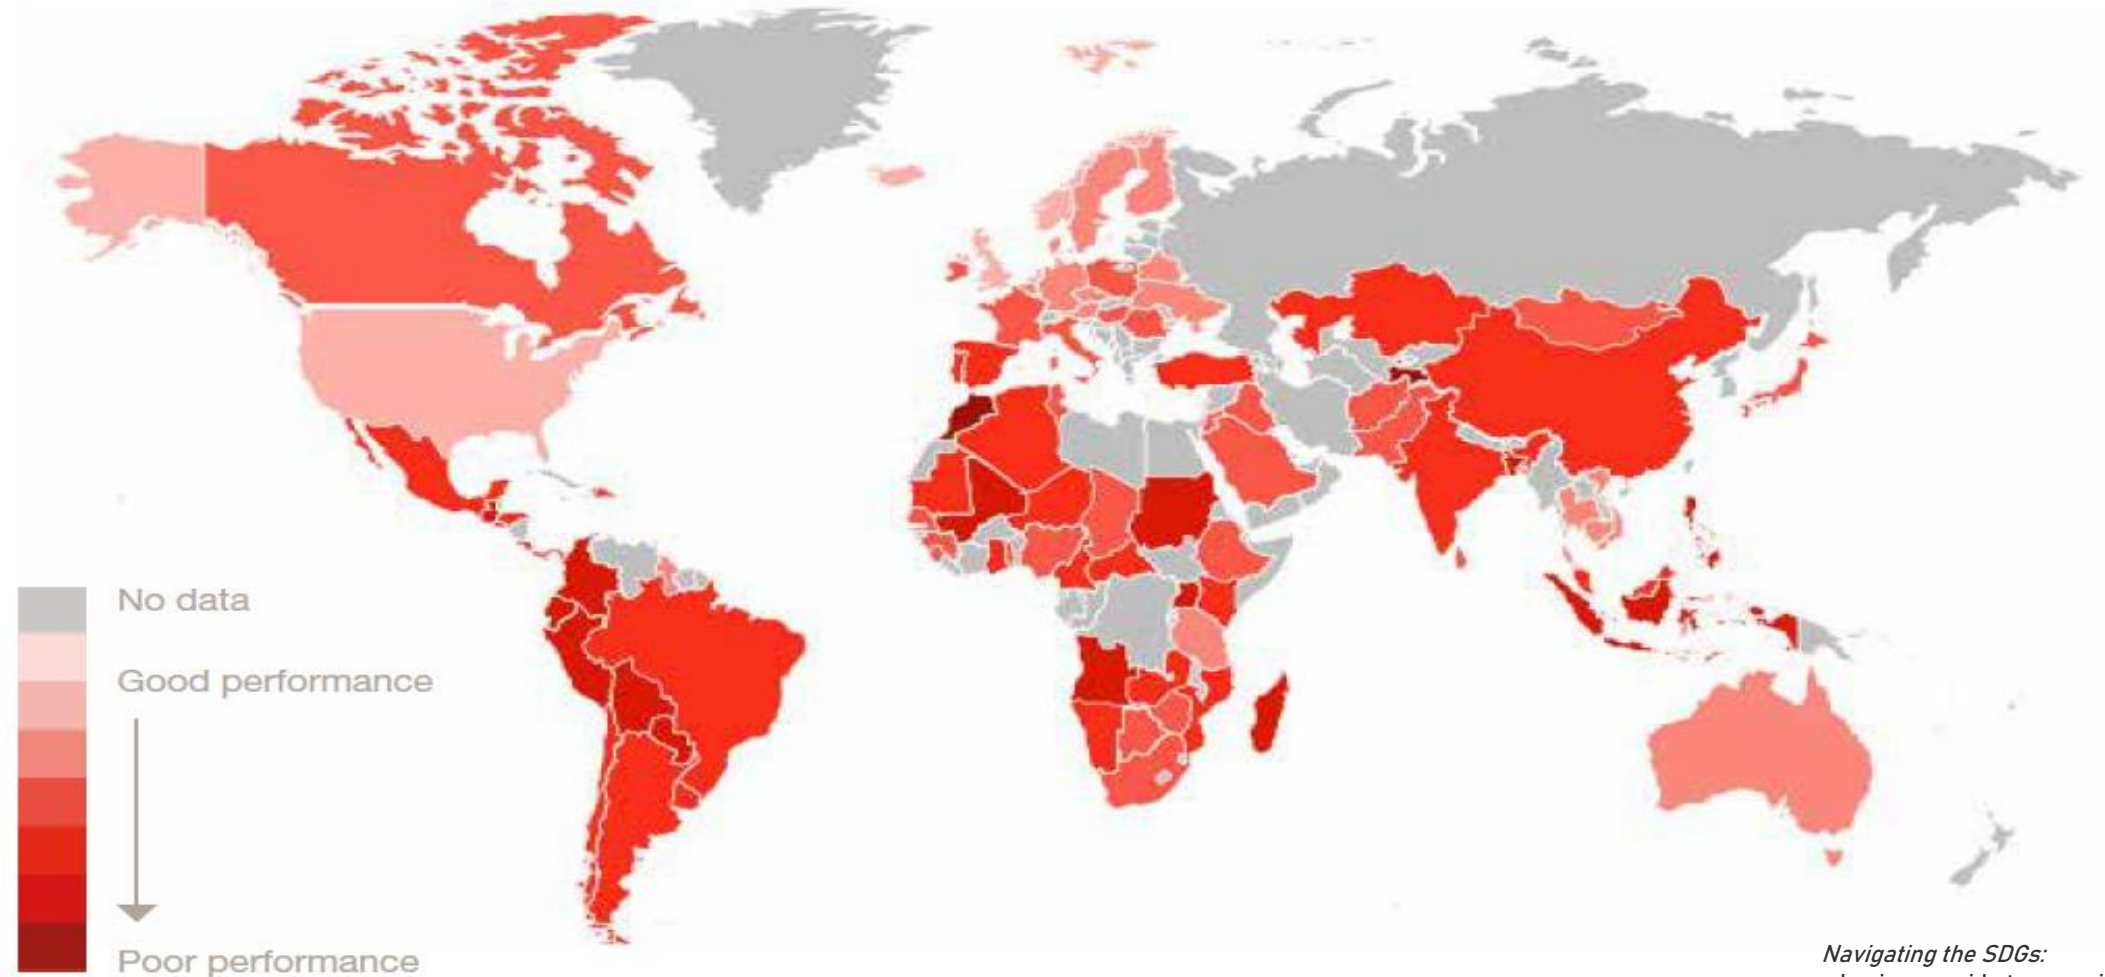 No data
Good performance
Poor performance
Navigating the SDGs: